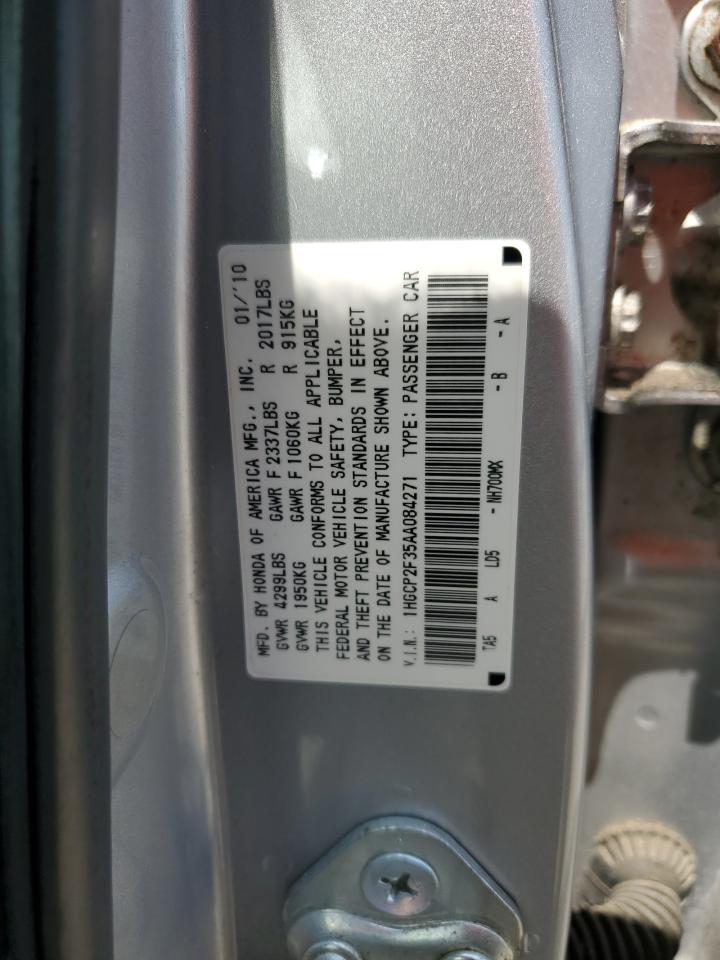 MFD. BY HONDA OF AMERICA MFG., INC. 01/'10
GVWR 4299LBS GAWR F 2337LBS R 2017LBS
GVWR 1950KG GAWR F 1060KG R 915KG
THIS VEHICLE CONFORMS TO ALL APPLICABLE
FEDERAL MOTOR VEHICLE SAFETY, BUMPER,
AND THEFT PREVENTION STANDARDS IN EFFECT
ON THE DATE OF MANUFACTURE SHOWN ABOVE.
V.I.N.: 1HGCP2F35AA084271 TYPE: PASSENGER CAR
TA5 A LD5 - NH700MX - B - A